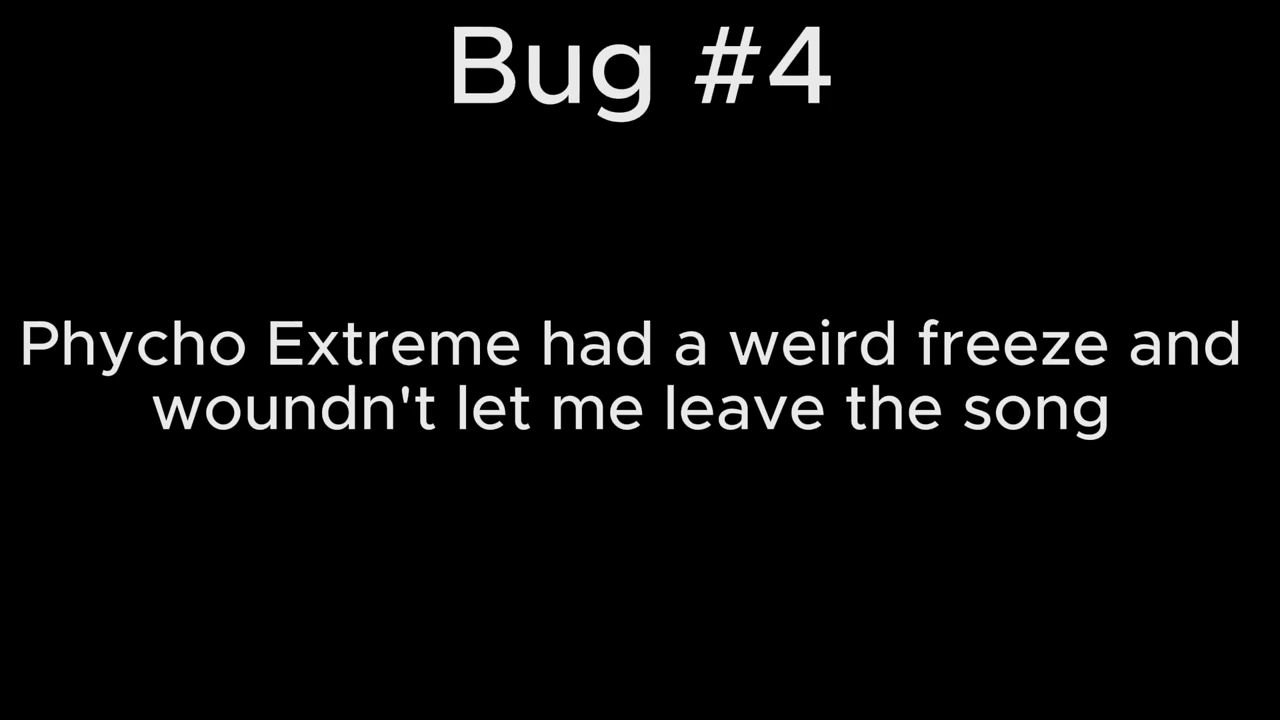 Bug #4
Phycho Extreme had a weird freeze and
woundn't let me leave the song